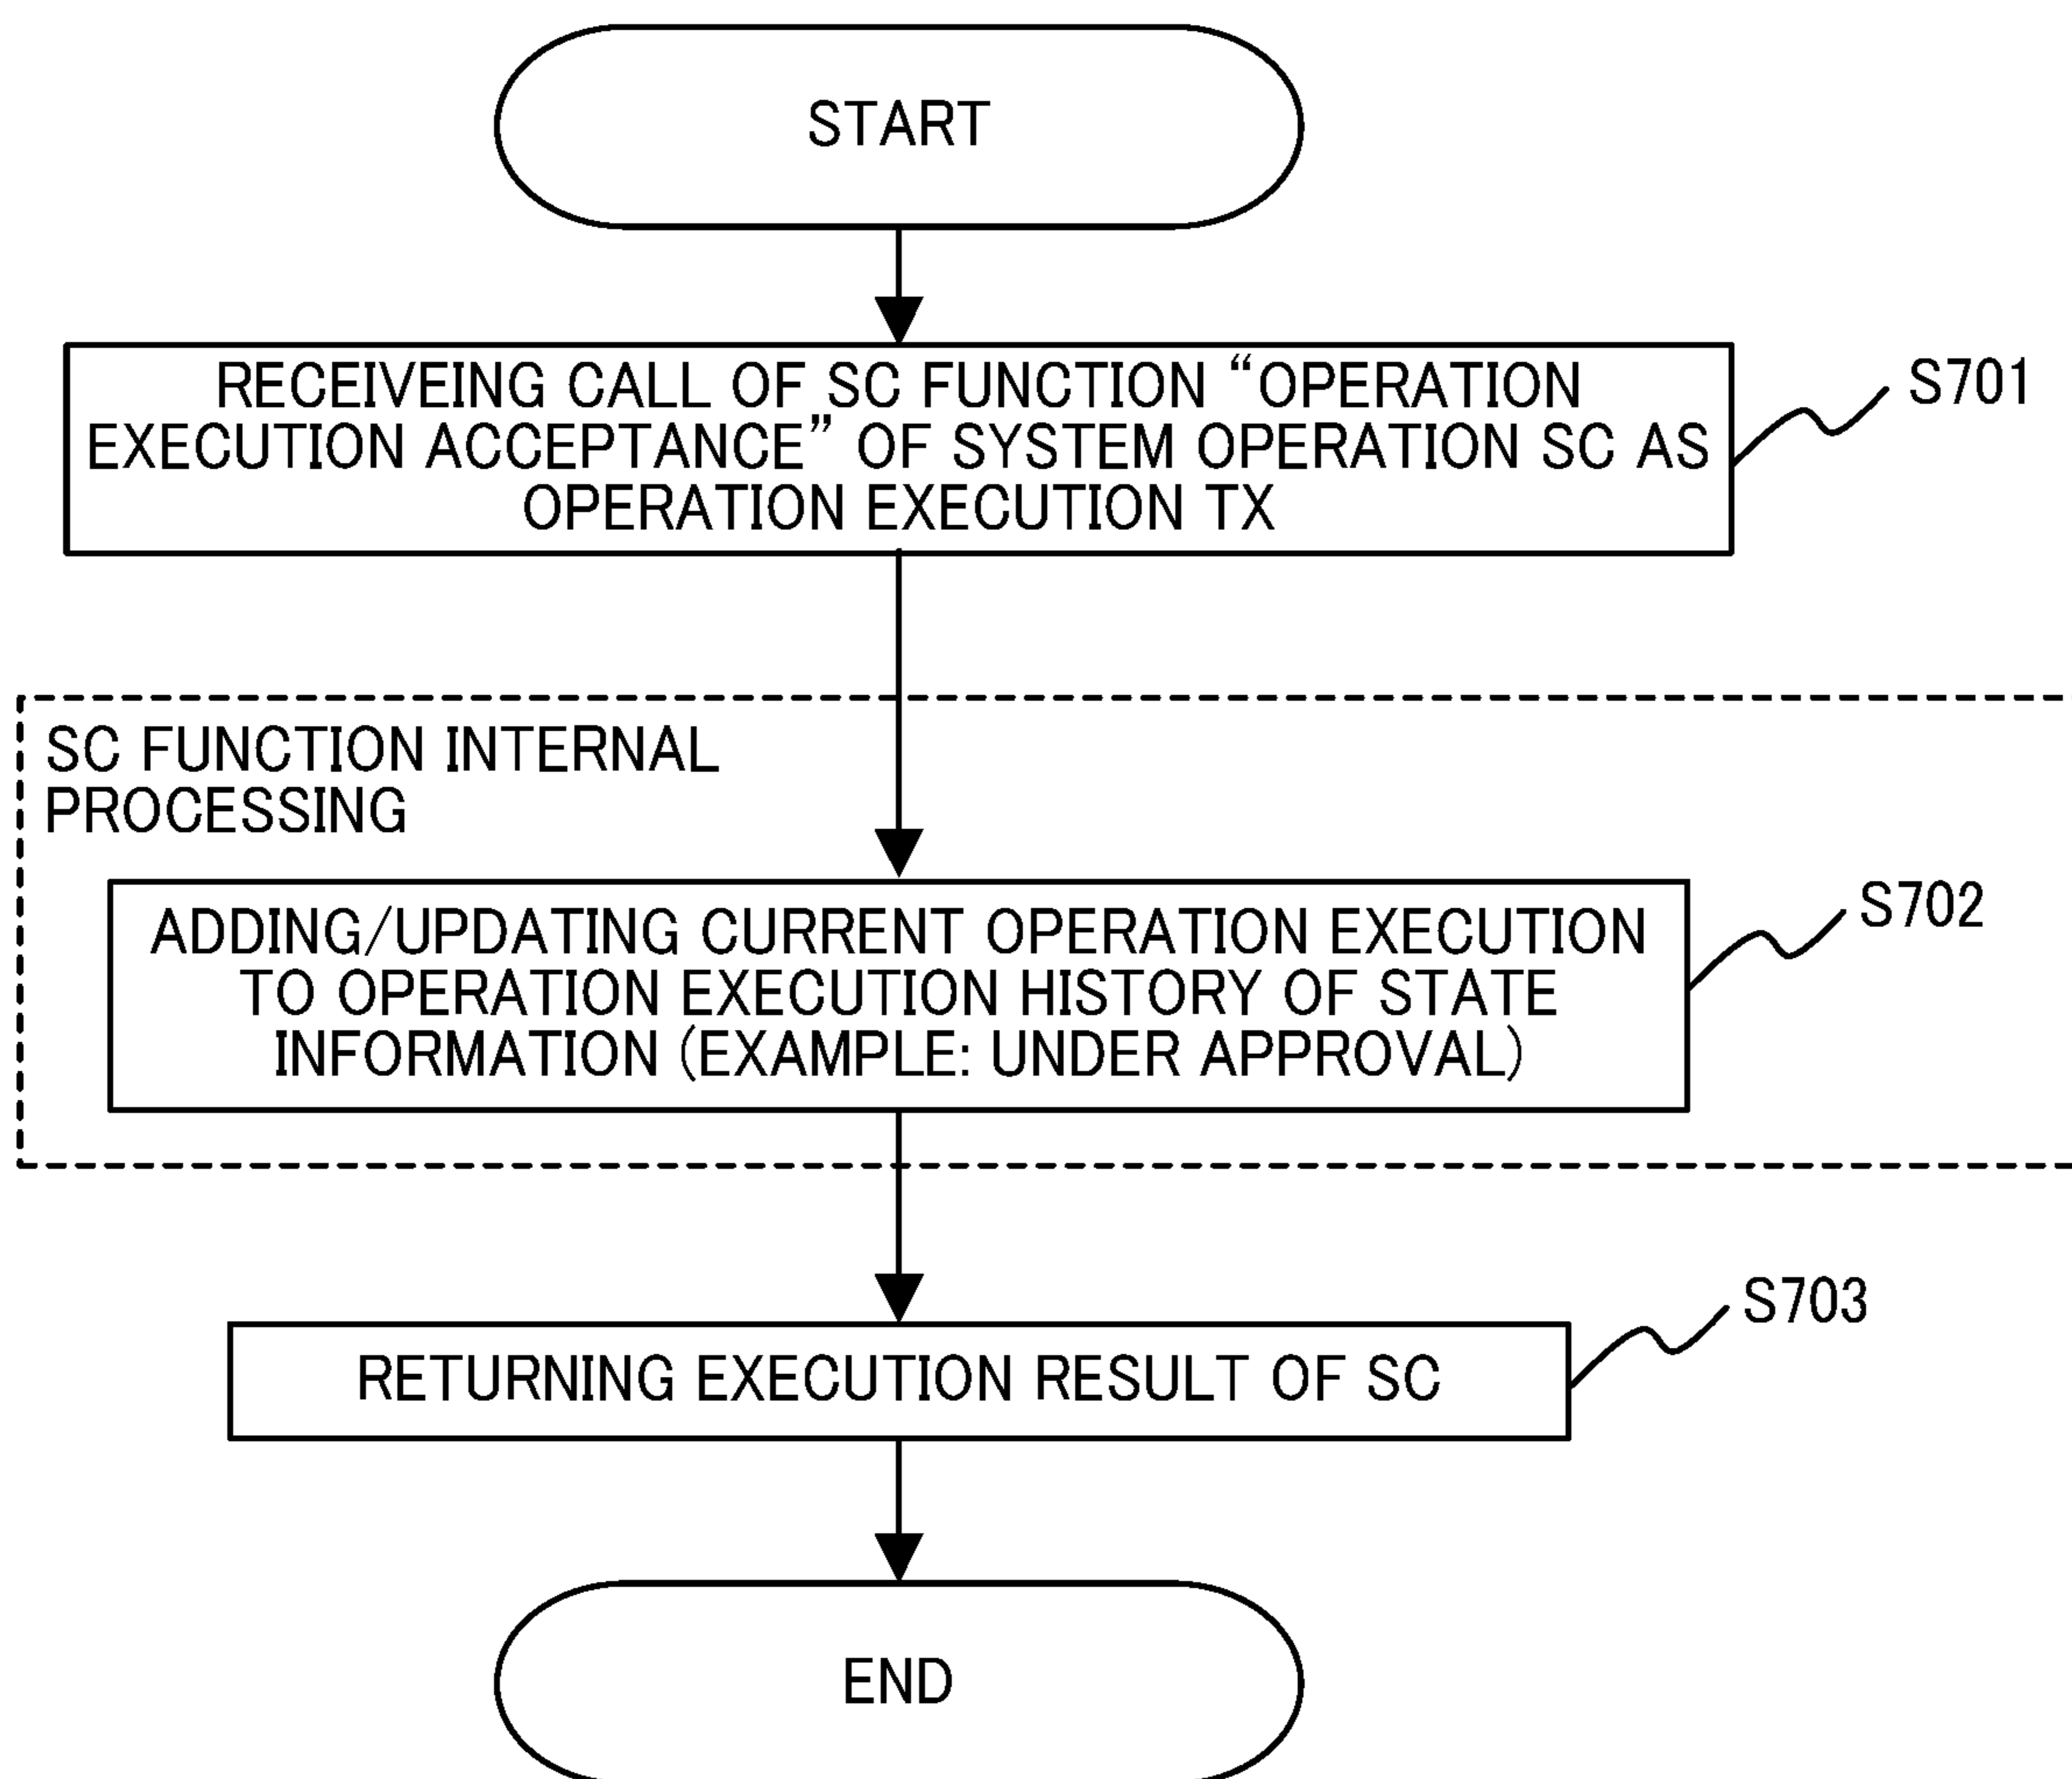 START
RECEIVEING CALL OF SC FUNCTION “OPERATION
EXECUTION ACCEPTANCE” OF SYSTEM OPERATION SC AS
OPERATION EXECUTION TX
S701
SC FUNCTION INTERNAL
PROCESSING
ADDING/UPDATING CURRENT OPERATION EXECUTION
TO OPERATION EXECUTION HISTORY OF STATE
INFORMATION (EXAMPLE: UNDER APPROVAL)
S702
RETURNING EXECUTION RESULT OF SC
S703
END